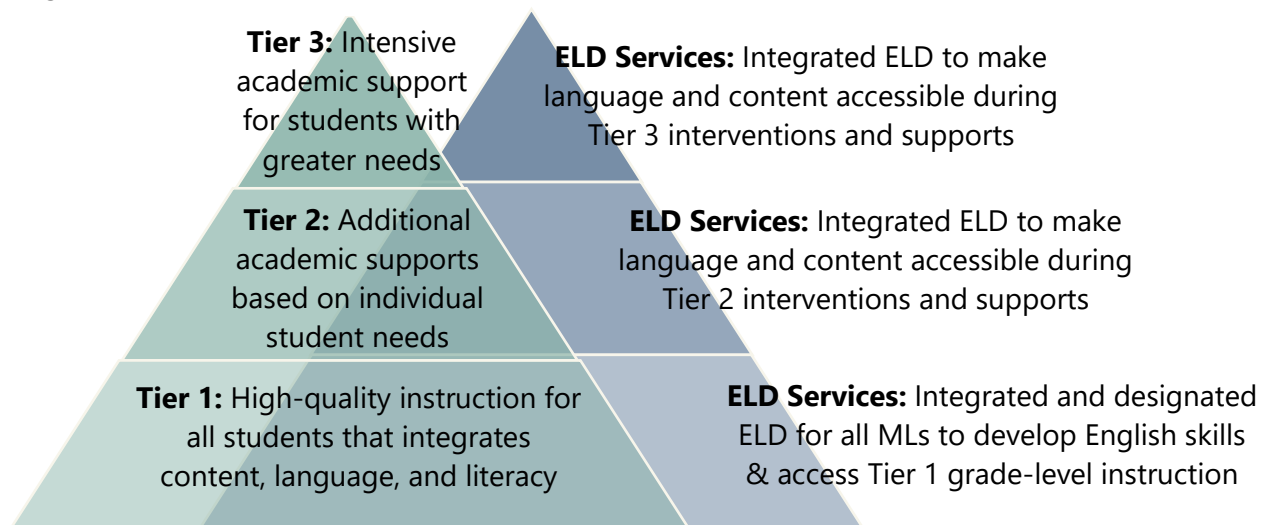 Tier 3: Intensive
academic support
for students with
greater needs
ELD Services: Integrated ELD to make
language and content accessible during
Tier 3 interventions and supports
Tier 2: Additional
academic supports
based on individual
student needs
ELD Services: Integrated ELD to make
language and content accessible during
Tier 2 interventions and supports
Tier 1: High-quality instruction for
all students that integrates
content, language, and literacy
ELD Services: Integrated and designated
ELD for all MLs to develop English skills
& access Tier 1 grade-level instruction